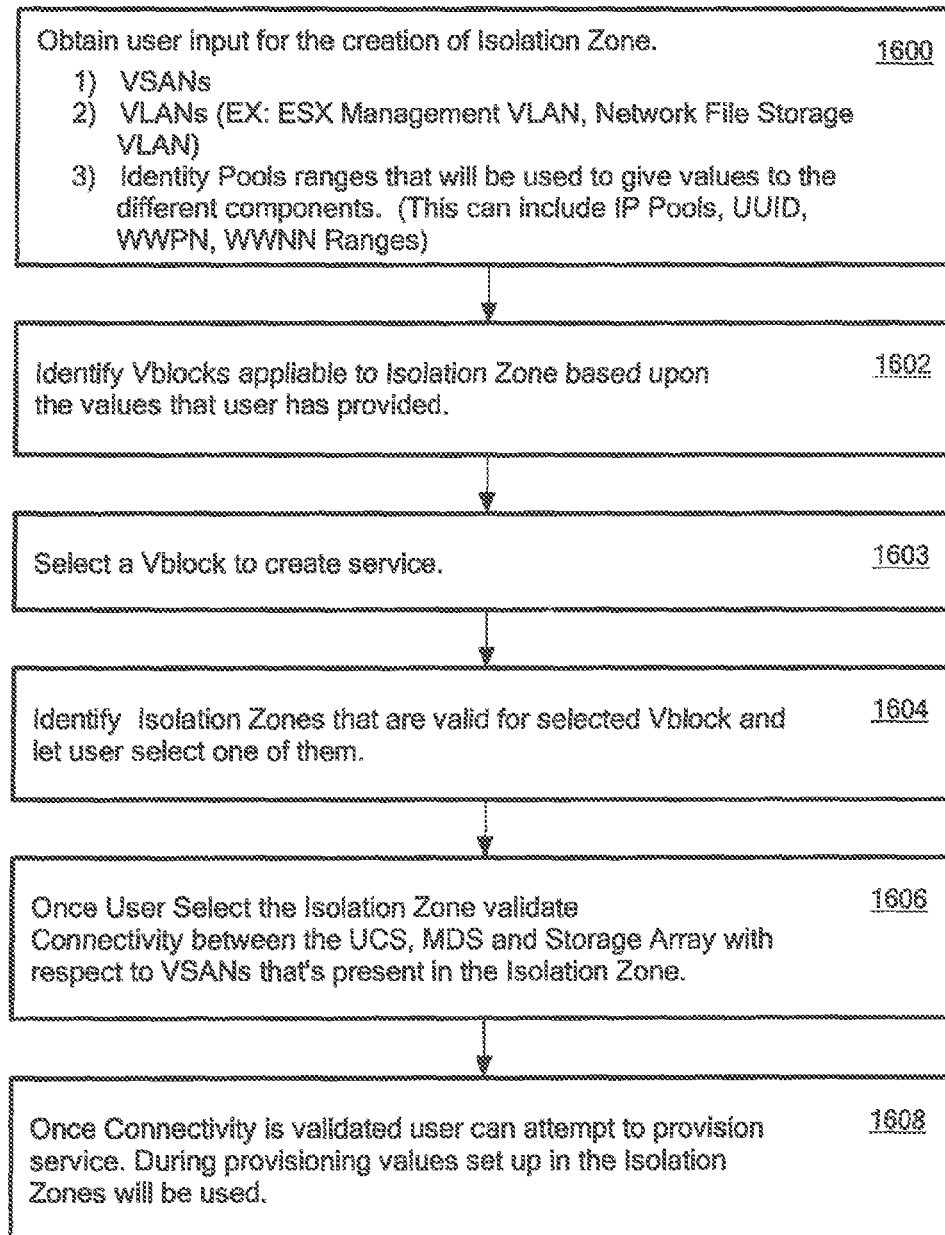 Obtain user input for the creation of Isolation Zone. 1600
1) VSANs
2) VLANs (EX: ESX Management VLAN, Network File Storage
VLAN)
3) Identity Pools ranges that will be used to give values to the
different components. (This can include IP Pools, UUID,
WWPN, WWNN Ranges)
Identify Vblocks appliable to Isolation Zone based upon 1602
the values that user has provided.
Select a Vblock to create service. 1603
Identify Isolation Zones that are valid for selected Vblock and 1604
let user select one of them.
Once User Select the Isolation Zone validate 1606
Connectivity between the UCS, MDS and Storage Array with
respect to VSANs that's present in the Isolation Zone.
Once Connectivity is validated user can attempt to provision 1608
service. During provisioning values set up in the Isolation
Zones will be used.